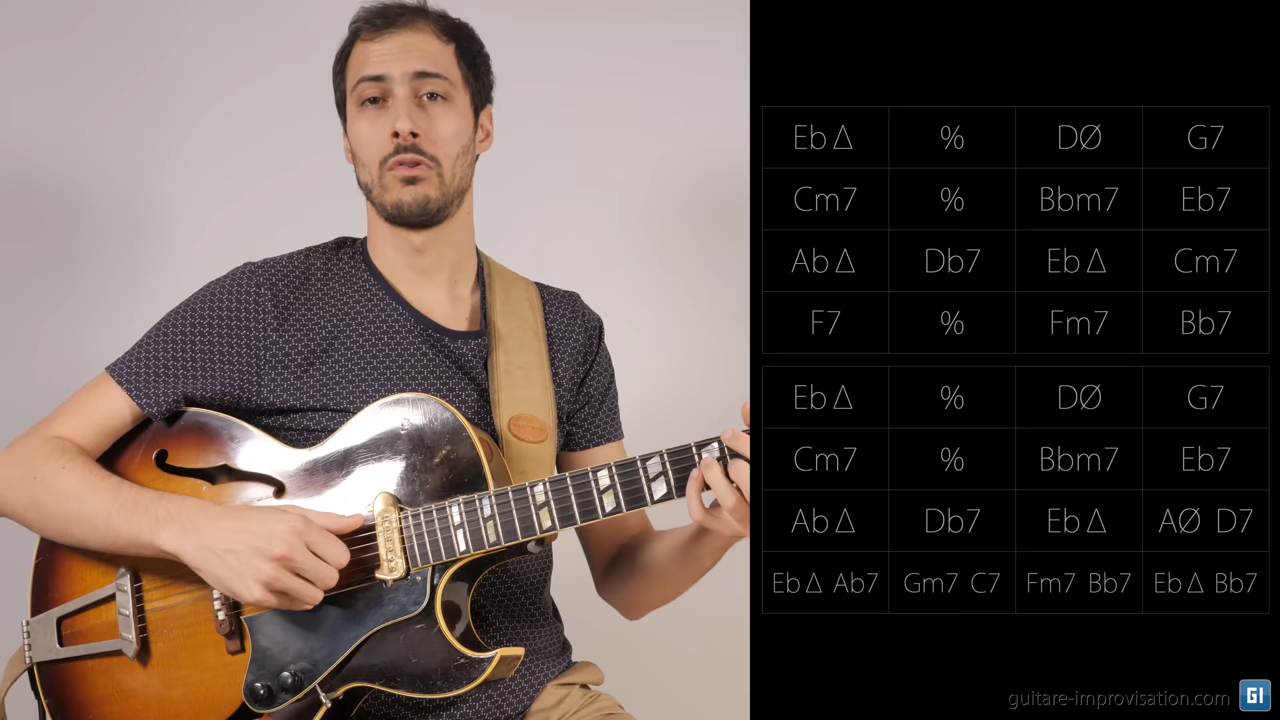 Eb Δ % DØ G7
Cm7 % Bbm7 Eb7
Ab Δ Db7 Eb Δ Cm7
F7 % Fm7 Bb7
Eb Δ % DØ G7
Cm7 % Bbm7 Eb7
Ab Δ Db7 Eb Δ AØ D7
Eb Δ Ab7 Gm7 C7 Fm7 Bb7 Eb Δ Bb7
guitare-improvisation.com GI